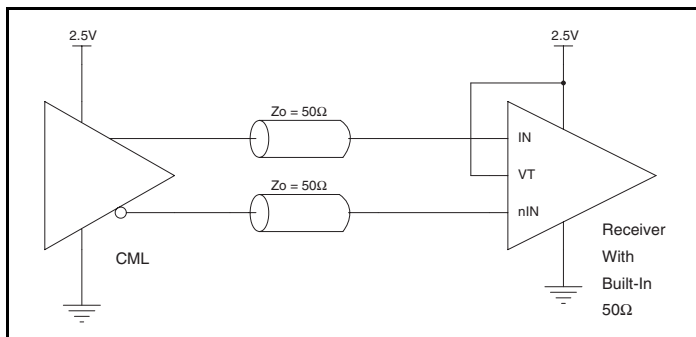 2.5V
2.5V
Zo = 50Ω
IN
VT
Zo = 50Ω
nIN
CML
Receiver
With
Built-In
50Ω